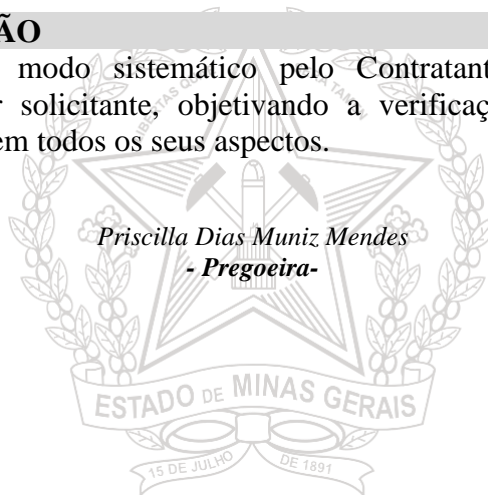 ÃO
modo sistemático pelo Contratant
r solicitante, objetivando a verificaç
em todos os seus aspectos.
Priscilla Dias Muniz Mendes
- Pregoeira-
ESTADO DE MINAS GERAIS
15 DE JULHO DE 1891